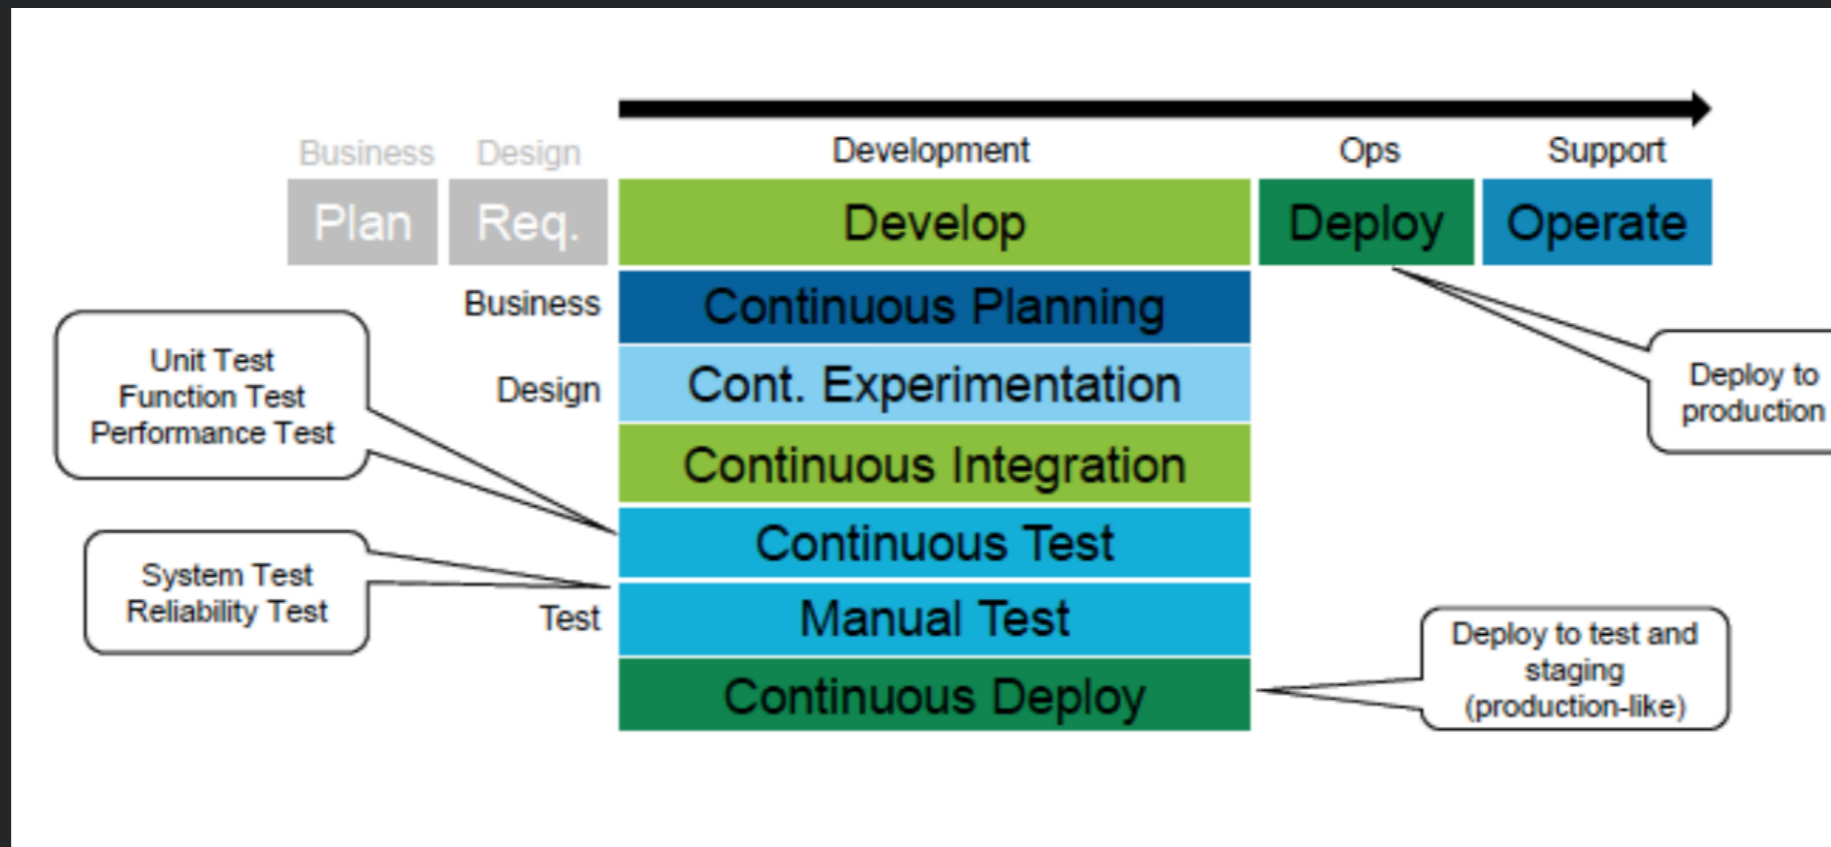 Business
Design
Development
Ops
Support
Plan
Req.
Develop
Deploy
Operate
Business
Continuous Planning
Unit Test
Function Test
Performance Test
Design
Cont. Experimentation
Deploy to
production
Continuous Integration
Continuous Test
System Test
Reliability Test
Test
Manual Test
Deploy to test and
staging
(production-like)
Continuous Deploy